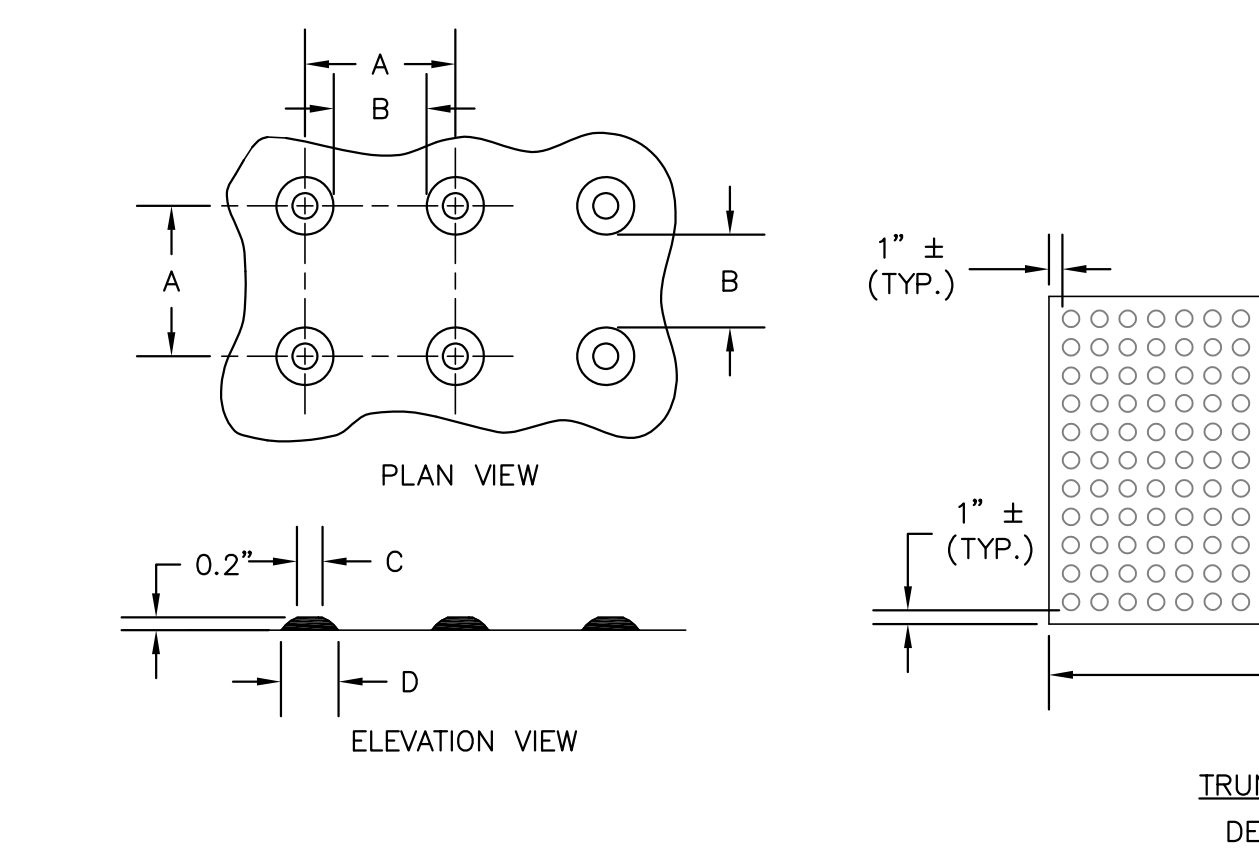 A
B
A
B
PLAN VIEW
0.2”
C
D
ELEVATION VIEW
1” ±
(TYP.)
1” ±
(TYP.)